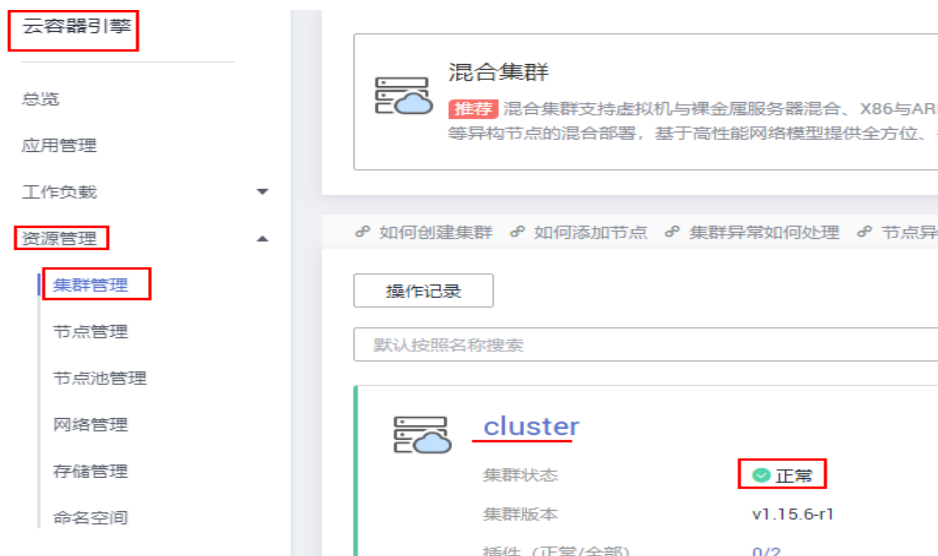 云容器引擎
总览
应用管理
工作负载
资源管理
集群管理
节点管理
节点池管理
网络管理
存储管理
命名空间
混合集群
推荐 混合集群支持虚拟机与裸金属服务器混合、X86与AR
等异构节点的混合部署，基于高性能网络模型提供全方位、
如何创建集群 如何添加节点 集群异常如何处理 节点异
操作记录
默认按照名称搜索
cluster
集群状态 正常
集群版本 v1.15.6-r1
插件（正常/全部） 0/2